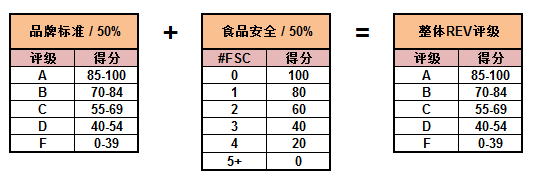 品牌标准 / 50%
评级 得分
A 85-100
B 70-84
C 55-69
D 40-54
F 0-39
+
食品安全 / 50%
#FSC 得分
0 100
1 80
2 60
3 40
4 20
5+ 0
=
整体REV评级
评级 得分
A 85-100
B 70-84
C 55-69
D 40-54
F 0-39